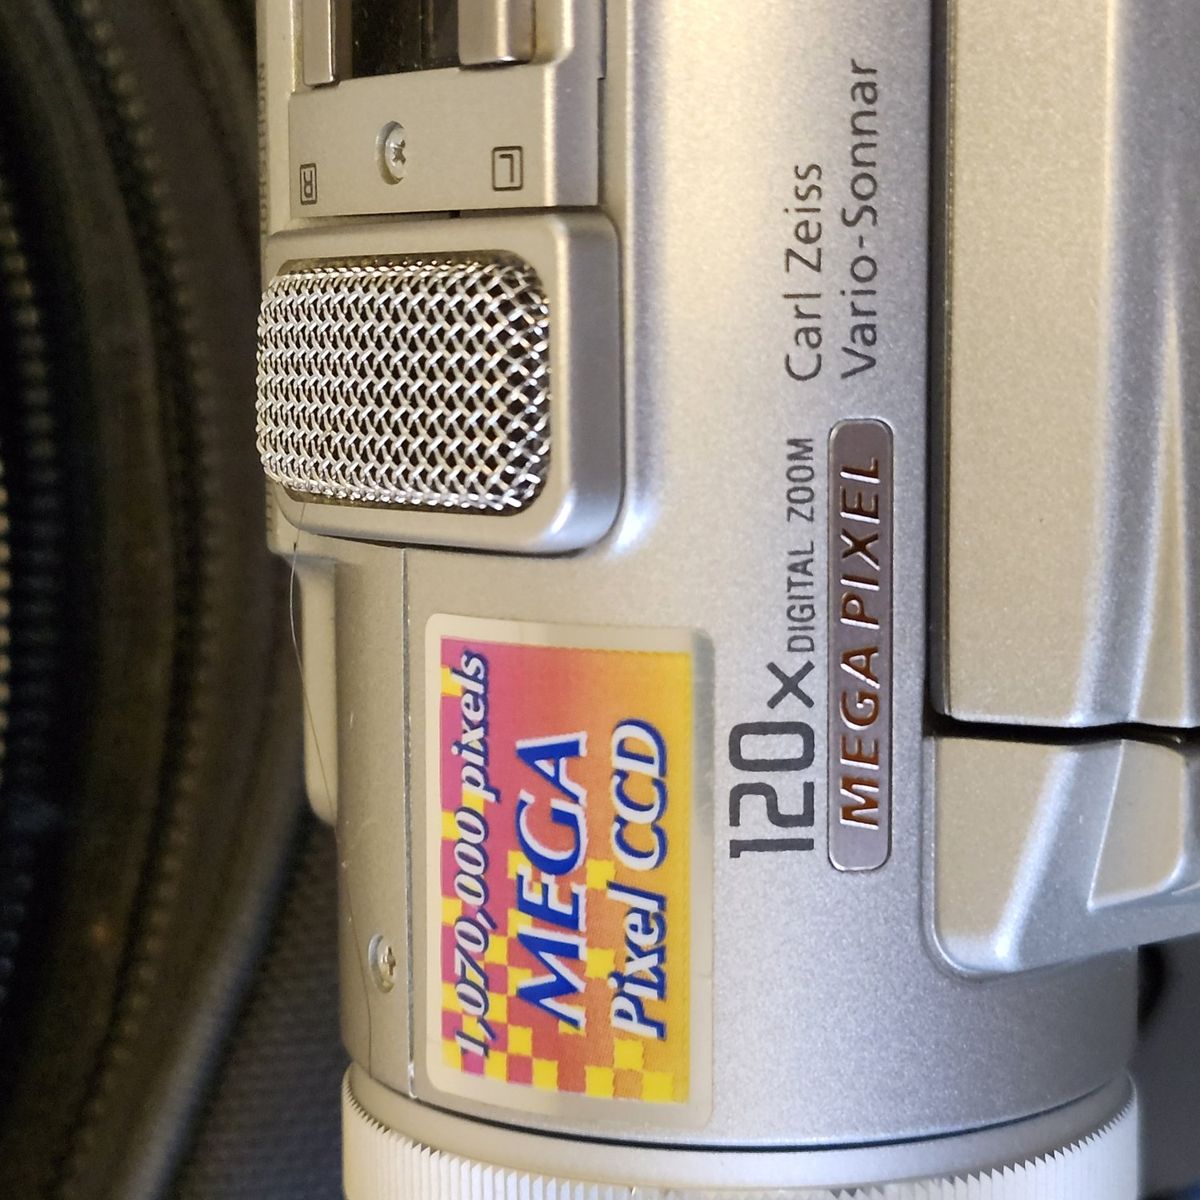 R
L
Carl Zeiss
Vario-Sonnar
120x DIGITAL ZOOM
MEGA PIXEL
1,070,000 pixels
MEGA
Pixel CCD